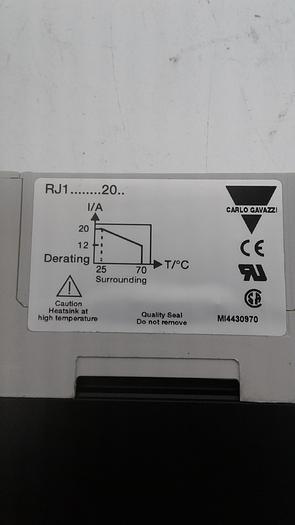 RJ1........20..
I/A
20
12
Derating
25
70
T/°C
Surrounding
Caution
Heatsink at
high temperature
Quality Seal
Do not remove
CARLO GAVAZZI
CE
SA
MI4430970